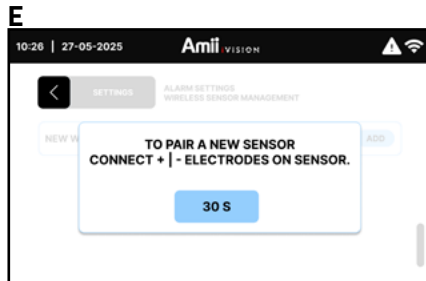 E
10:26 | 27-05-2025 Amii VISION
SETTINGS
ALARM SETTINGS
WIRELESS SENSOR MANAGEMENT
NEW W
ADD
TO PAIR A NEW SENSOR
CONNECT + | - ELECTRODES ON SENSOR.
30 S